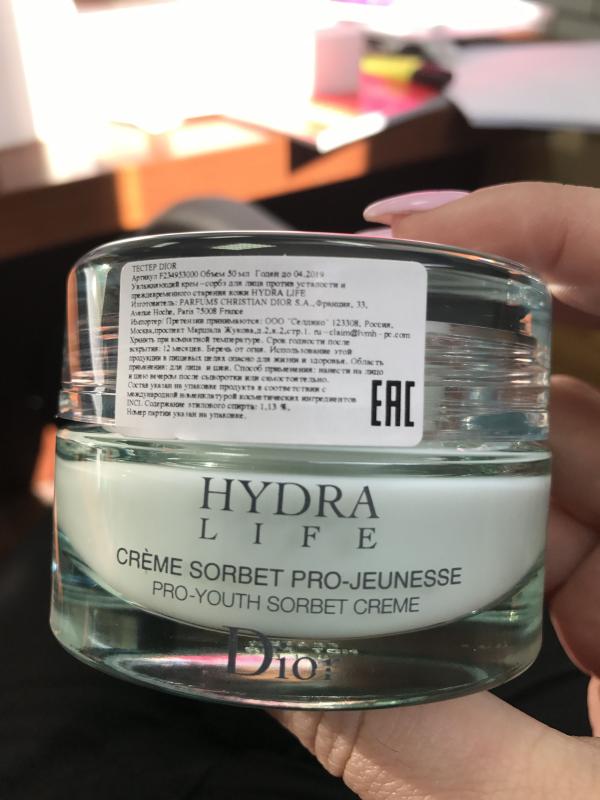 ТЕСТЕР DIOR
Артикул F234953000 Объем 50 мл Годен до 04.2019
Увлажняющий крем-сорбэ для лица против усталости и
преждевременного старения кожи HYDRA LIFE
Изготовитель: PARFUMS CHRISTIAN DIOR S.A., Франция, 33,
Avenue Hoche, Paris 75008 France
Импортер/ Претензии принимаются: ООО "Селдико" 123308, Россия,
Москва,проспект Маршала Жукова,д.2,к.2,стр.1. ru-claim@lvmh-pc.com
Хранить при комнатной температуре. Срок годности после
вскрытия: 12 месяцев. Беречь от огня. Использование этой
продукции в пищевых целях опасно для жизни и здоровья. Область
применения: для лица и шеи. Способ применения: нанести на лицо
и шею вечером после сыворотки или самостоятельно.
Состав указан на упаковке продукта в соответствии с
международной номенклатурой косметических ингредиентов
INCI. Содержание этилового спирта: 1,13 %,
Номер партии указан на упаковке.
EAC
HYDRA
LIFE
CRÈME SORBET PRO-JEUNESSE
PRO-YOUTH SORBET CREME
Dior